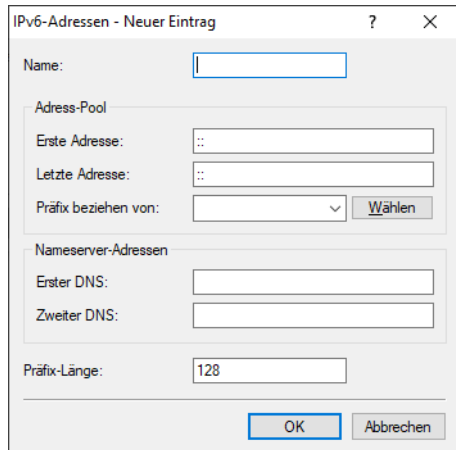 IPv6-Adressen - Neuer Eintrag ?
Name:
Adress-Pool
Erste Adresse: ::
Letzte Adresse: ::
Präfix beziehen von: Wählen
Nameserver-Adressen
Erster DNS:
Zweiter DNS:
Präfix-Länge: 128
OK Abbrechen